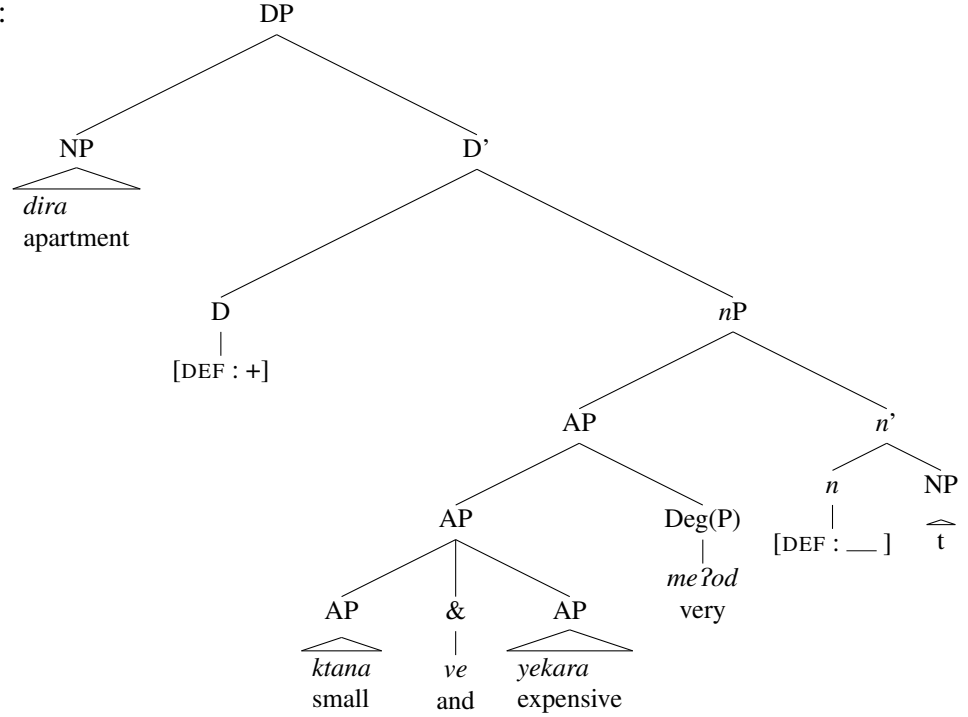 :
DP
NP D’
dira
apartment
D nP
[DEF : +]
AP n’
AP Deg(P) n NP
me?od [DEF : __ ] t
very
AP & AP
ktana ve yekara
small and expensive